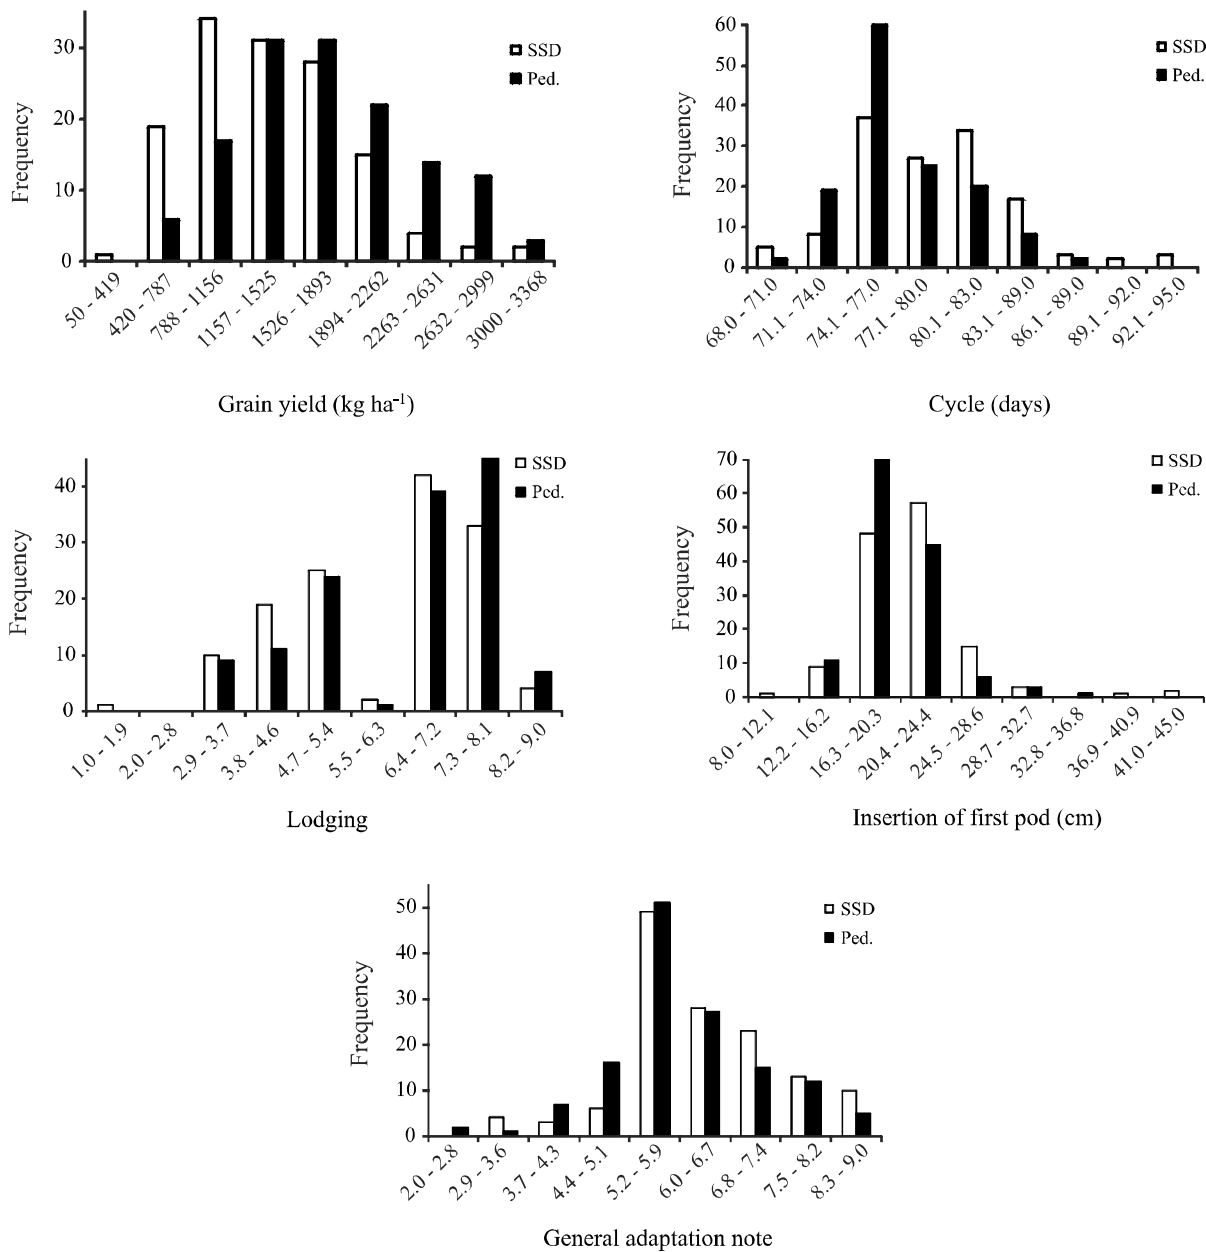 30
20
10
0
Frequency
SSD
Ped.
50 - 419
420 - 787
788 - 1156
1157 - 1525
1526 - 1893
1894 - 2262
2263 - 2631
2632 - 2999
3000 - 3368
Grain yield (kg ha-1)
60
50
40
30
20
10
0
Frequency
SSD
Ped.
68.0 - 71.0
71.1 - 74.0
74.1 - 77.0
77.1 - 80.0
80.1 - 83.0
83.1 - 89.0
86.1 - 89.0
89.1 - 92.0
92.1 - 95.0
Cycle (days)
40
30
20
10
0
Frequency
SSD
Ped.
1.0 - 1.9
2.0 - 2.8
2.9 - 3.7
3.8 - 4.6
4.7 - 5.4
5.5 - 6.3
6.4 - 7.2
7.3 - 8.1
8.2 - 9.0
Lodging
70
60
50
40
30
20
10
0
Frequency
SSD
Ped.
8.0 - 12.1
12.2 - 16.2
16.3 - 20.3
20.4 - 24.4
24.5 - 28.6
28.7 - 32.7
32.8 - 36.8
36.9 - 40.9
41.0 - 45.0
Insertion of first pod (cm)
50
40
30
20
10
0
Frequency
SSD
Ped.
2.0 - 2.8
2.9 - 3.6
3.7 - 4.3
4.4 - 5.1
5.2 - 5.9
6.0 - 6.7
6.8 - 7.4
7.5 - 8.2
8.3 - 9.0
General adaptation note